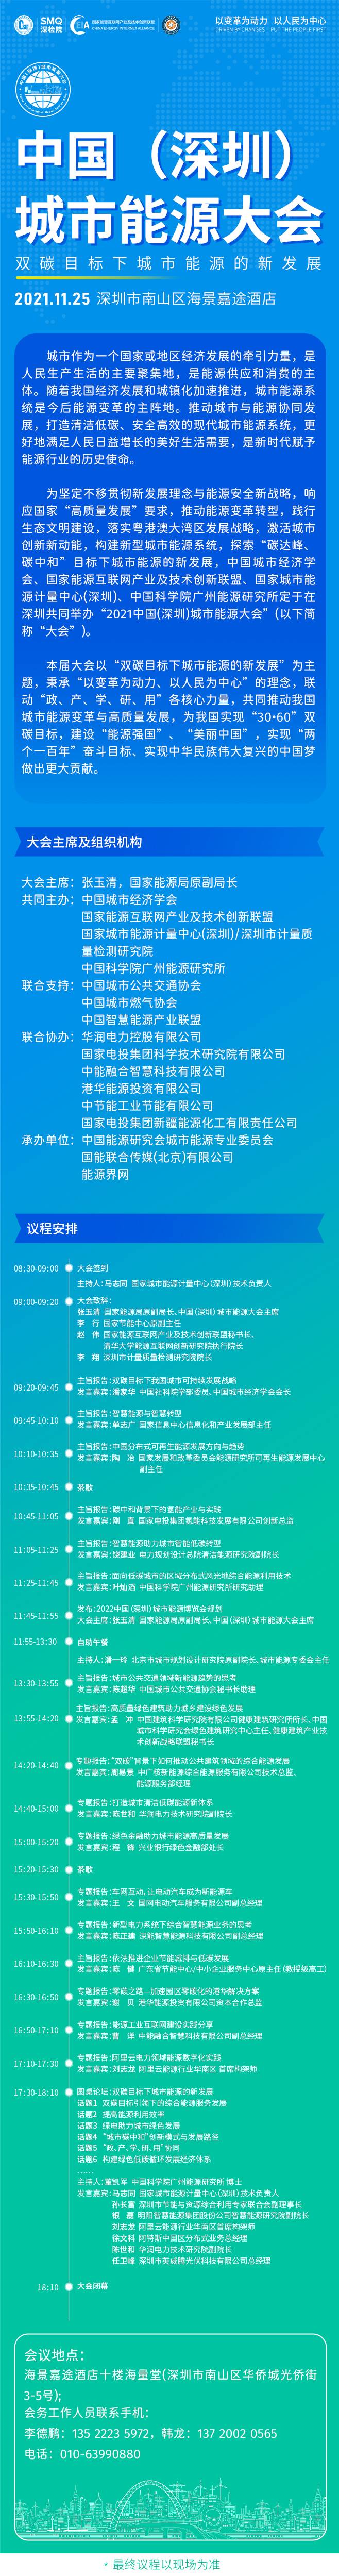 SMQ
深检院
CEIA
国家能源互联网产业及技术创新联盟
CHINA ENERGY INTERNET ALLIANCE
以变革为动力 以人民为中心
DRIVEN BY CHANGES PUT THE PEOPLE FIRST
中国（深圳）
城市能源大会
双碳目标下城市能源的新发展
2021.11.25 深圳市南山区海景嘉途酒店
城市作为一个国家或地区经济发展的牵引力量，是
人民生产生活的主要聚集地，是能源供应和消费的主
体。随着我国经济发展和城镇化加速推进，城市能源系
统是今后能源变革的主阵地。推动城市与能源协同发
展，打造清洁低碳、安全高效的现代城市能源系统，更
好地满足人民日益增长的美好生活需要，是新时代赋予
能源行业的历史使命。
为坚定不移贯彻新发展理念与能源安全新战略，响
应国家“高质量发展”要求，推动能源变革转型，践行
生态文明建设，落实粤港澳大湾区发展战略，激活城市
创新新动能，构建新型城市能源系统，探索“碳达峰、
碳中和”目标下城市能源的新发展，中国城市经济学
会、国家能源互联网产业及技术创新联盟、国家城市能
源计量中心(深圳)、中国科学院广州能源研究所定于在
深圳共同举办“2021中国(深圳)城市能源大会”(以下简
称“大会”)。
本届大会以“双碳目标下城市能源的新发展”为主
题，秉承“以变革为动力、以人民为中心”的理念，联
动“政、产、学、研、用”各核心力量，共同推动我国
城市能源变革与高质量发展，为我国实现“30•60”双
碳目标，建设“能源强国”、“美丽中国”，实现“两
个一百年”奋斗目标、实现中华民族伟大复兴的中国梦
做出更大贡献。
大会主席及组织机构
大会主席：张玉清，国家能源局原副局长
共同主办：中国城市经济学会
国家能源互联网产业及技术创新联盟
国家城市能源计量中心(深圳)/深圳市计量质
量检测研究院
中国科学院广州能源研究所
联合支持：中国城市公共交通协会
中国城市燃气协会
中国智慧能源产业联盟
联合协办：华润电力控股有限公司
国家电投集团科学技术研究院有限公司
中能融合智慧科技有限公司
港华能源投资有限公司
中节能工业节能有限公司
国家电投集团新疆能源化工有限责任公司
承办单位：中国能源研究会城市能源专业委员会
国能联合传媒(北京)有限公司
能源界网
议程安排
08:30-09:00 大会签到
主持人：马志同 国家城市能源计量中心（深圳）技术负责人
09:00-09:20 大会致辞：
张玉清 国家能源局原副局长、中国（深圳）城市能源大会主席
李 行 国家节能中心原副主任
赵 伟 国家能源互联网产业及技术创新联盟秘书长、
清华大学能源互联网创新研究院执行院长
李 翔 深圳市计量质量检测研究院院长
09:20-09:45 主旨报告：双碳目标下我国城市可持续发展战略
发言嘉宾：潘家华 中国社科院学部委员、中国城市经济学会会长
09:45-10:10 主旨报告：智慧能源与智慧转型
发言嘉宾：单志广 国家信息中心信息化和产业发展部主任
10:10-10:35 主旨报告：中国分布式可再生能源发展方向与趋势
发言嘉宾：陶 冶 国家发展和改革委员会能源研究所可再生能源发展中心
副主任
10:35-10:45 茶歇
10:45-11:05 主旨报告：碳中和背景下的氢能产业与实践
发言嘉宾：刚 直 国家电投集团氢能科技发展有限公司创新总监
11:05-11:25 主旨报告：智慧能源助力城市智能低碳转型
发言嘉宾：饶建业 电力规划设计总院清洁能源研究院副院长
11:25-11:45 主旨报告：面向低碳城市的区域分布式风光地综合能源利用技术
发言嘉宾：叶灿滔 中国科学院广州能源研究所研究助理
11:45-11:55 发布：2022中国（深圳）城市能源博览会规划
大会主席：张玉清 国家能源局原副局长、中国（深圳）城市能源大会主席
11:55-13:30 自助午餐
主持人：潘一玲 北京市城市规划设计研究院原副院长、城市能源专委会主任
13:30-13:55 主旨报告：城市公共交通领域新能源趋势的思考
发言嘉宾：陈超华 中国城市公共交通协会秘书长助理
13:55-14:20 主旨报告：高质量绿色建筑助力城乡建设绿色发展
发言嘉宾：孟 冲 中国建筑科学研究院有限公司健康建筑研究所所长、中国
城市科学研究会绿色建筑研究中心主任、健康建筑产业技
术创新战略联盟秘书长
14:20-14:40 专题报告：“双碳”背景下如何推动公共建筑领域的综合能源发展
发言嘉宾：周易景 中广核新能源综合能源服务有限公司技术总监、
能源服务部经理
14:40-15:00 专题报告：打造城市清洁低碳能源新体系
发言嘉宾：陈世和 华润电力技术研究院副院长
15:00-15:20 专题报告：绿色金融助力城市能源高质量发展
发言嘉宾：程 锋 兴业银行绿色金融部处长
15:20-15:30 茶歇
15:30-15:50 专题报告：车网互动，让电动汽车成为新能源车
发言嘉宾：王 文 国网电动汽车服务有限公司副总经理
15:50-16:10 专题报告：新型电力系统下综合智慧能源业务的思考
发言嘉宾：陈正建 深能智慧能源科技有限公司副总经理
16:10-16:30 主旨报告：依法推进企业节能减排与低碳发展
发言嘉宾：陈 健 广东省节能中心/中小企业服务中心原主任（教授级高工）
16:30-16:50 专题报告：零碳之路—加速园区零碳化的港华解决方案
发言嘉宾：谢 贝 港华能源投资有限公司资本合作总监
16:50-17:10 专题报告：能源工业互联网建设实践分享
发言嘉宾：曹 洋 中能融合智慧科技有限公司副总经理
17:10-17:30 专题报告：阿里云电力领域能源数字化实践
发言嘉宾：刘志龙 阿里云能源行业华南区 首席构架师
17:30-18:10 圆桌论坛：双碳目标下城市能源的新发展
话题1 双碳目标引领下的综合能源服务发展
话题2 提高能源利用效率
话题3 绿电助力城市绿色发展
话题4 “城市碳中和”创新模式与发展路径
话题5 “政、产、学、研、用”协同
话题6 构建绿色低碳循环发展经济体系
……
主持人：董凯军 中国科学院广州能源研究所 博士
发言嘉宾：马志同 国家城市能源计量中心（深圳）技术负责人
孙长富 深圳市节能与资源综合利用专家联合会副理事长
银 磊 明阳智慧能源集团股份公司智慧能源研究院副院长
刘志龙 阿里云能源行业华南区首席构架师
徐文科 阿特斯中国区分布式业务总经理
陈世和 华润电力技术研究院副院长
任卫峰 深圳市英威腾光伏科技有限公司总经理
18:10 大会闭幕
会议地点：
海景嘉途酒店十楼海量堂(深圳市南山区华侨城光侨街
3-5号);
会务工作人员联系手机：
李德鹏：135 2223 5972，韩龙：137 2002 0565
电话：010-63990880
* 最终议程以现场为准